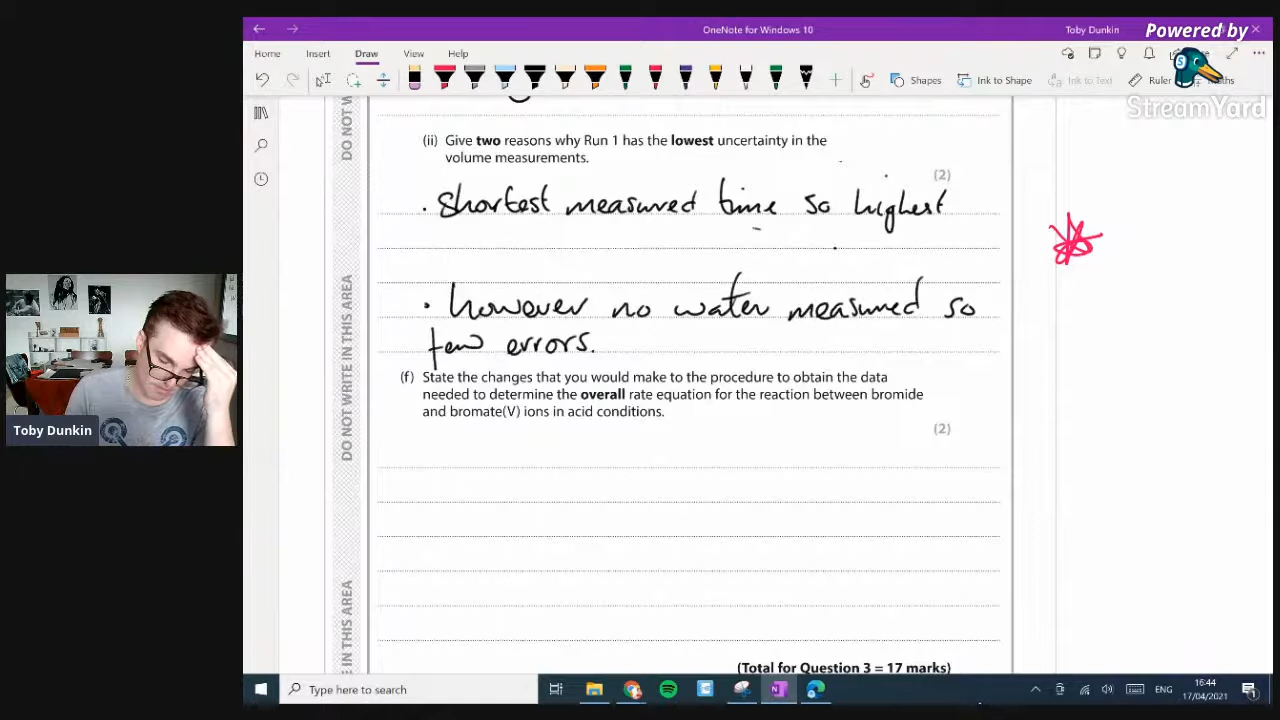 OneNote for Windows 10
Toby Dunkin
Powered by
StreamYard
Home Insert Draw View Help
Shapes Ink to Shape Ink to Text Ruler Maths
DO NOT W
(ii) Give two reasons why Run 1 has the lowest uncertainty in the
volume measurements.
(2)
. Shortest measured time so highest
. however no water measured so
few errors.
DO NOT WRITE IN THIS AREA
(f) State the changes that you would make to the procedure to obtain the data
needed to determine the overall rate equation for the reaction between bromide
and bromate(V) ions in acid conditions.
(2)
E IN THIS AREA
(Total for Question 3 = 17 marks)
Toby Dunkin
Type here to search
ENG
16:44
17/04/2021